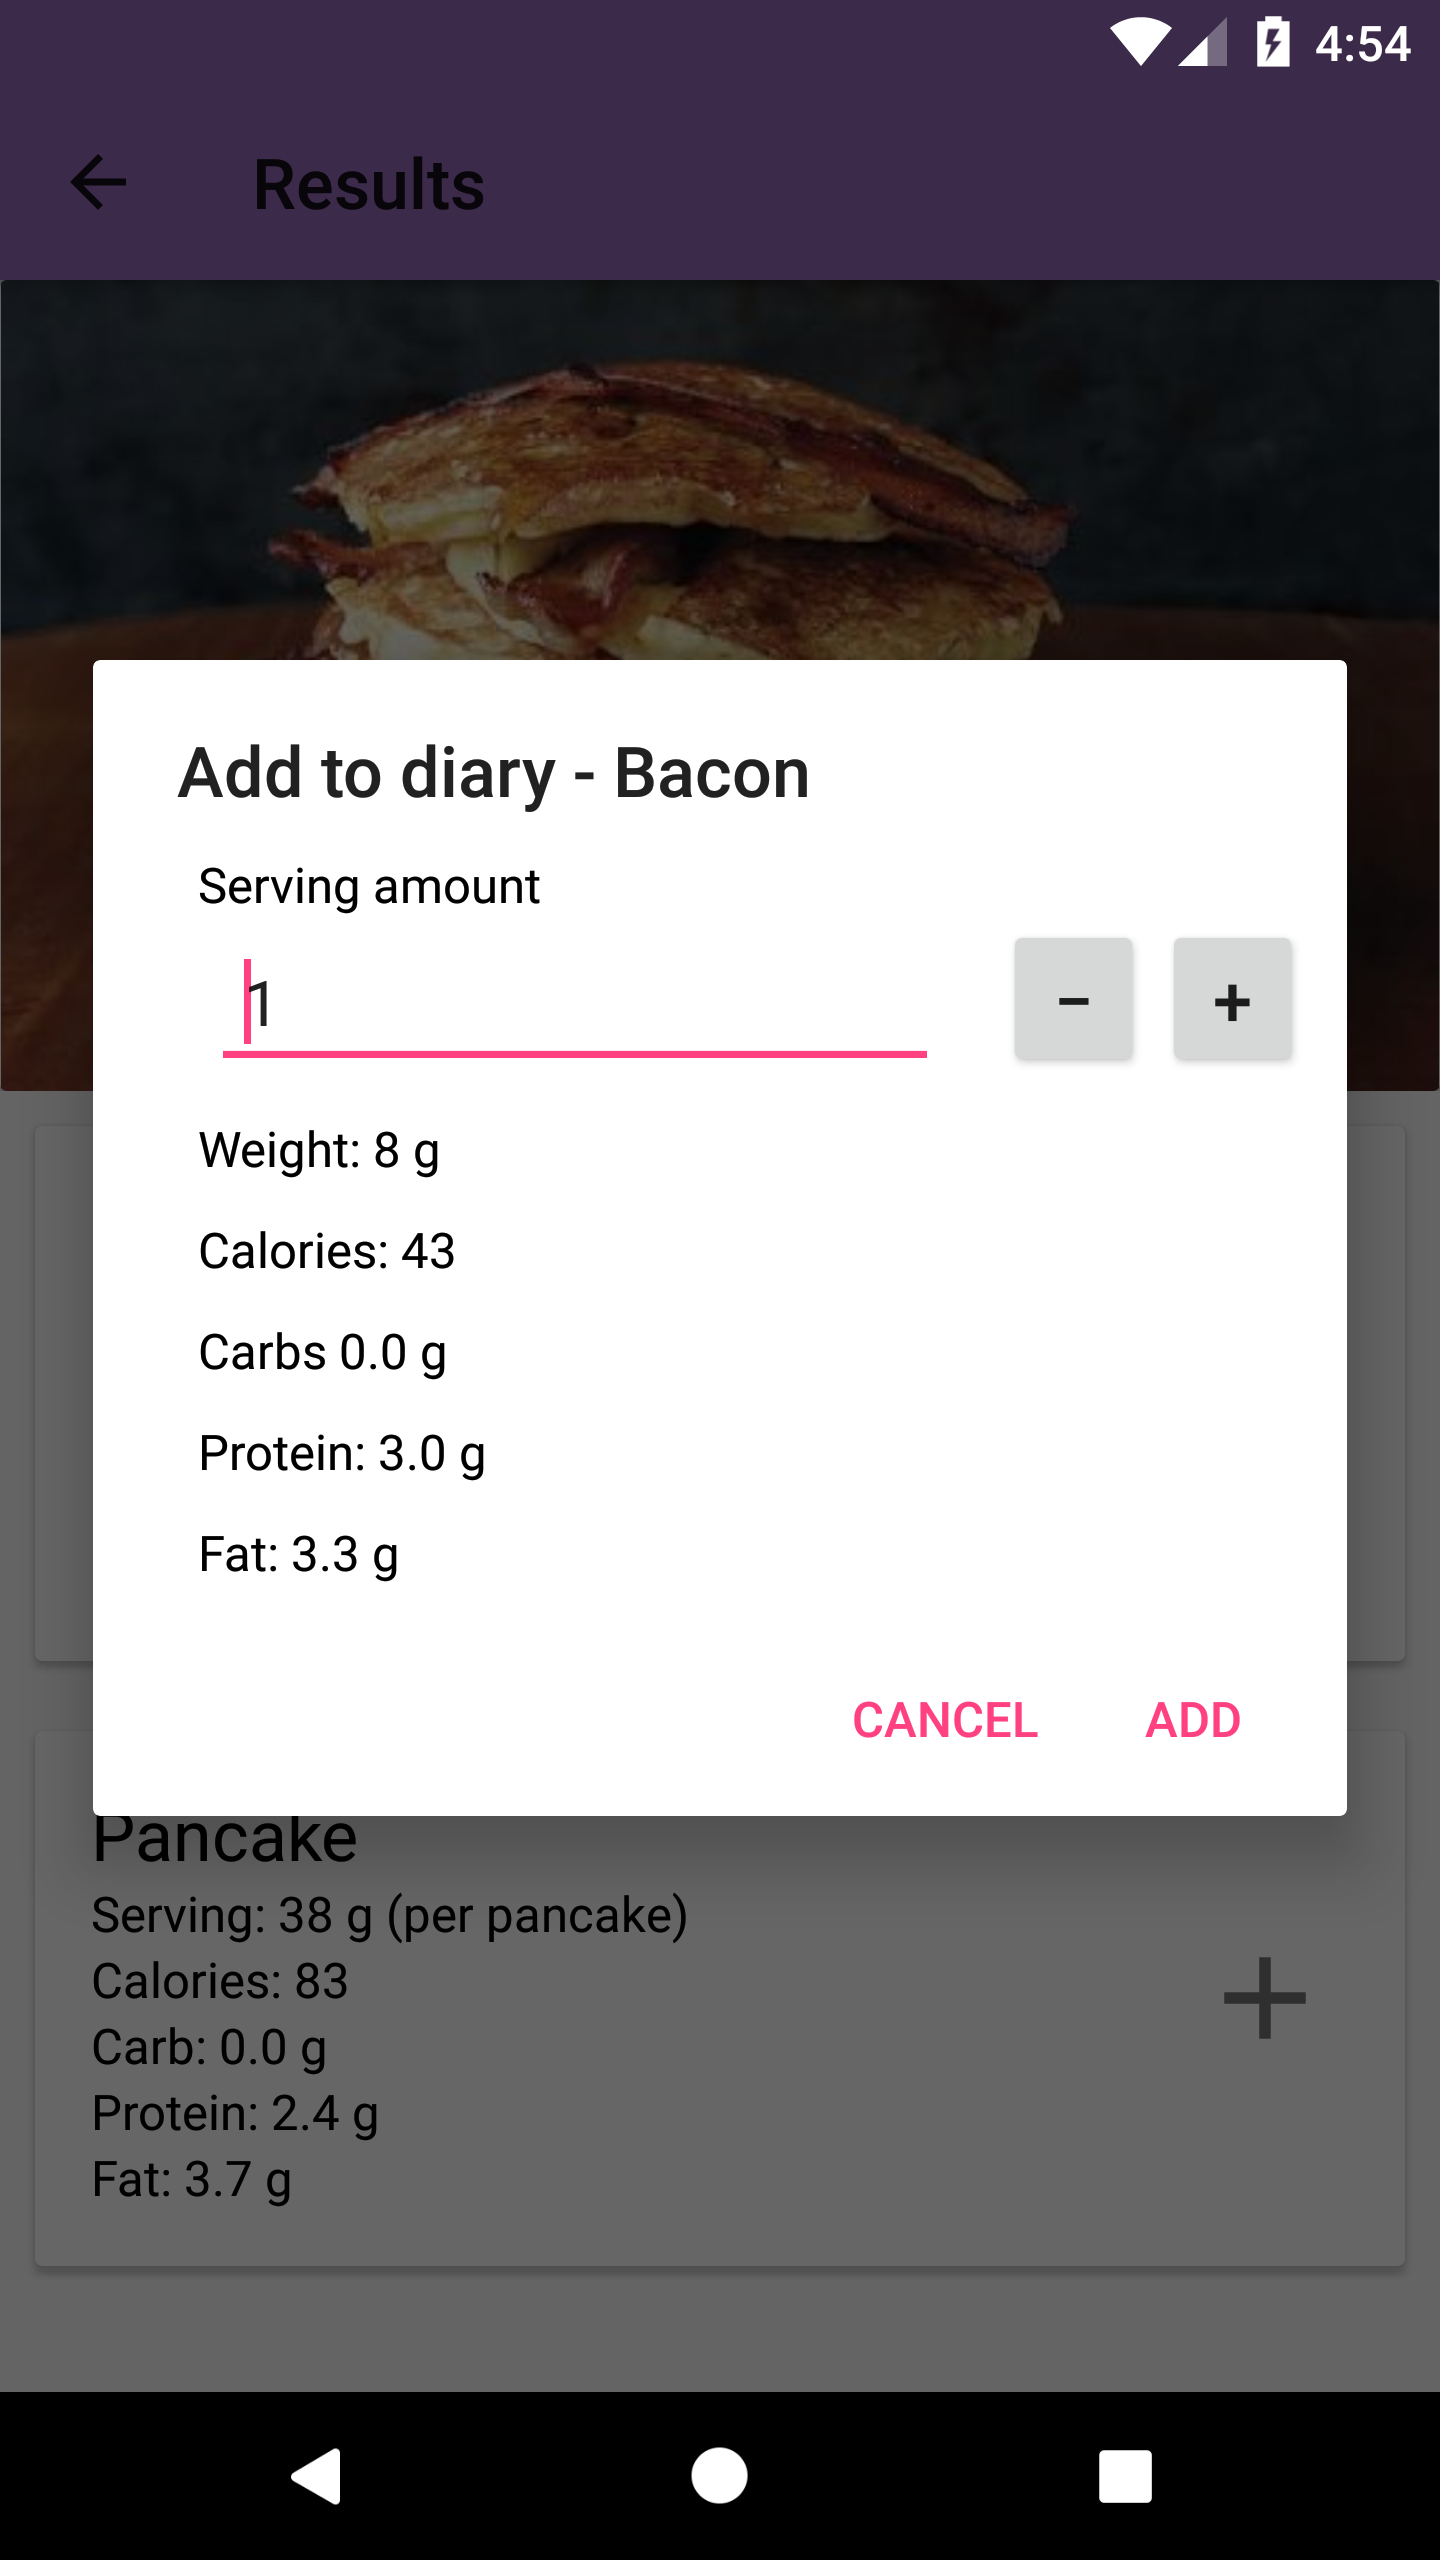 4:54
Results
Add to diary - Bacon
Serving amount
1
−
+
Weight: 8 g
Calories: 43
Carbs 0.0 g
Protein: 3.0 g
Fat: 3.3 g
CANCEL ADD
Pancake
Serving: 38 g (per pancake)
Calories: 83
Carb: 0.0 g
Protein: 2.4 g
Fat: 3.7 g